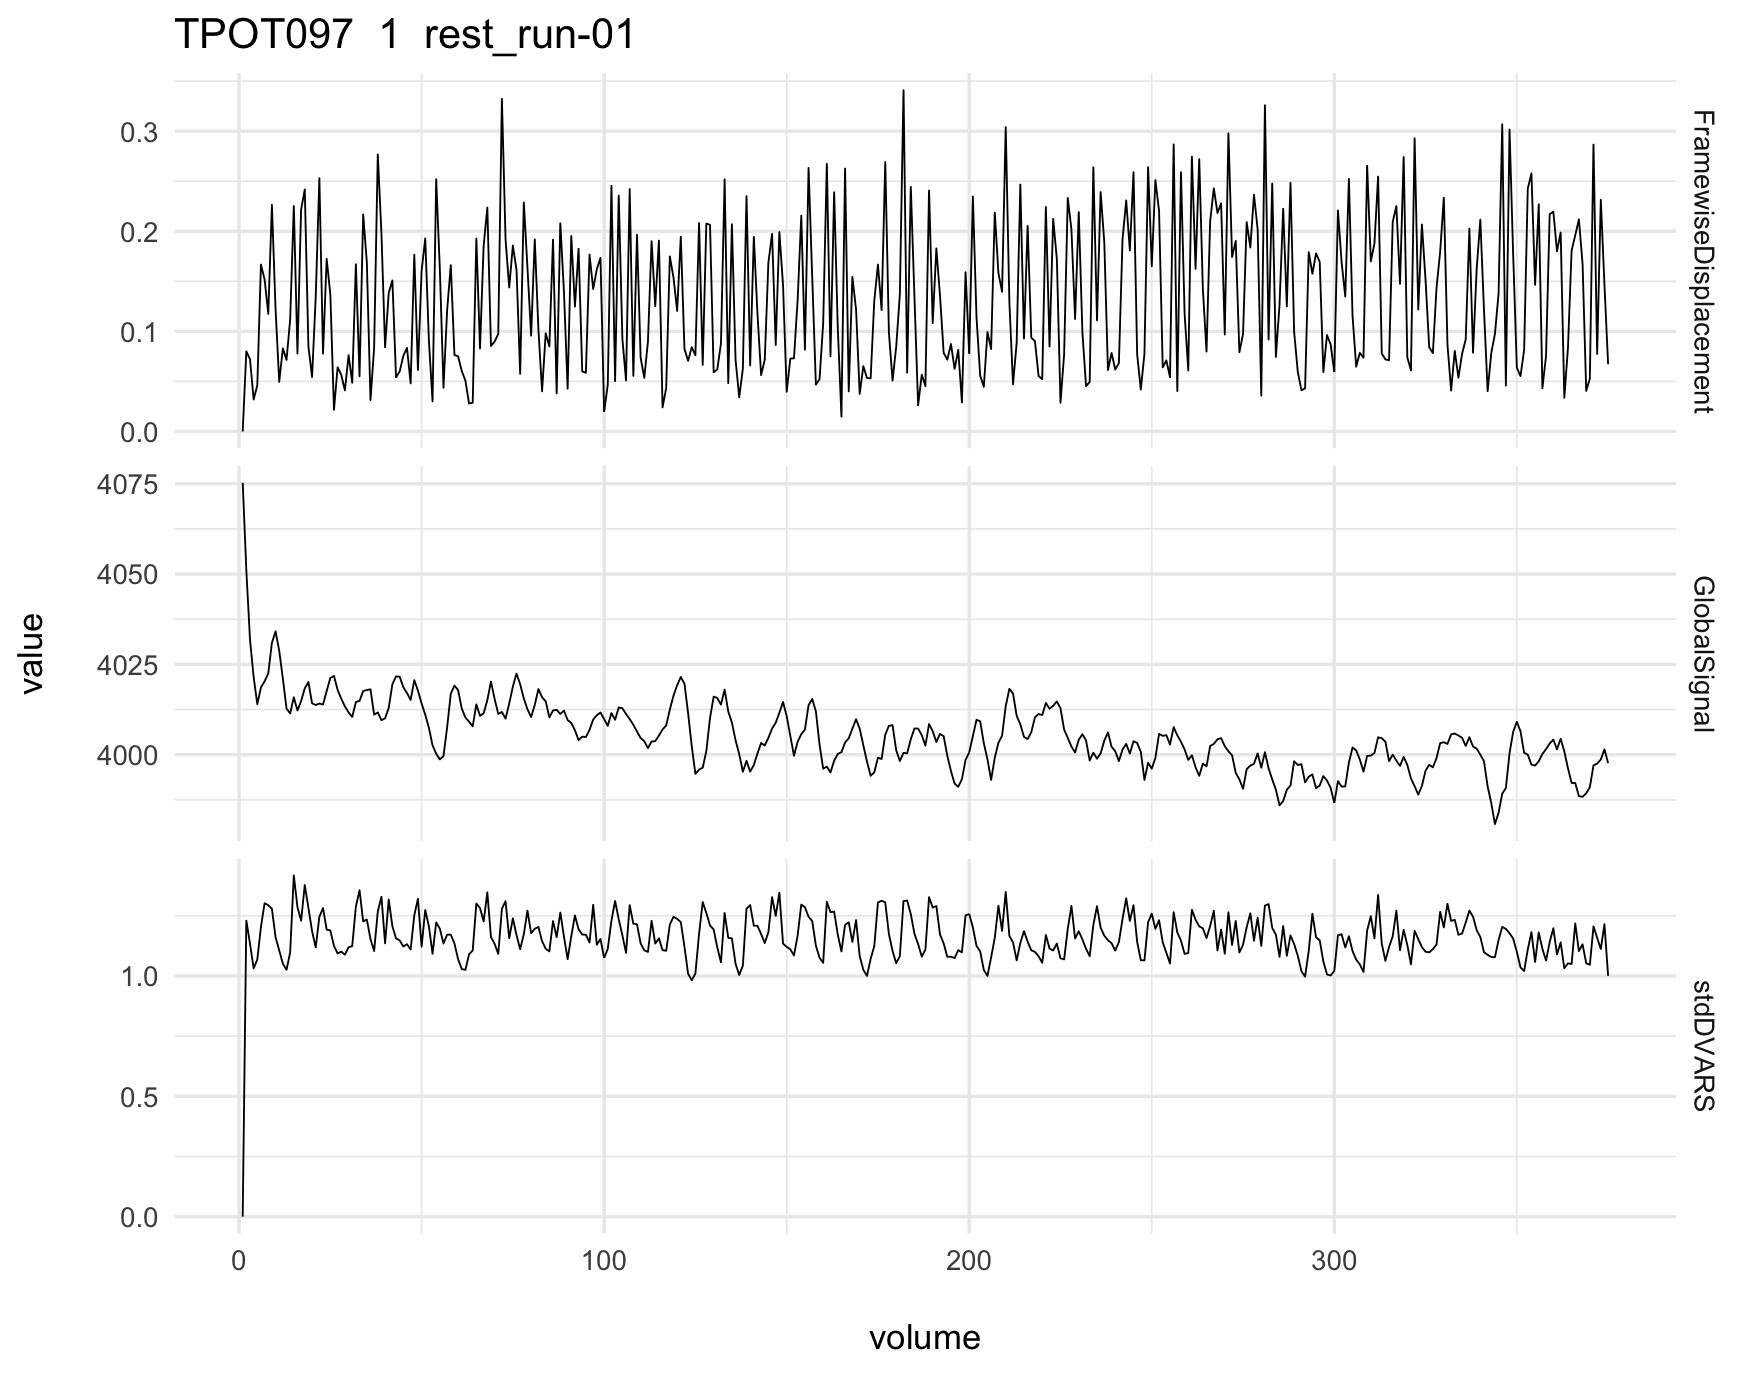 TPOT097 1 rest_run-01
0.3
0.2
0.1
0.0
FramewiseDisplacement
4075
4050
4025
4000
GlobalSignal
value
1.0
0.5
0.0
stdDVARS
0 100 200 300
volume